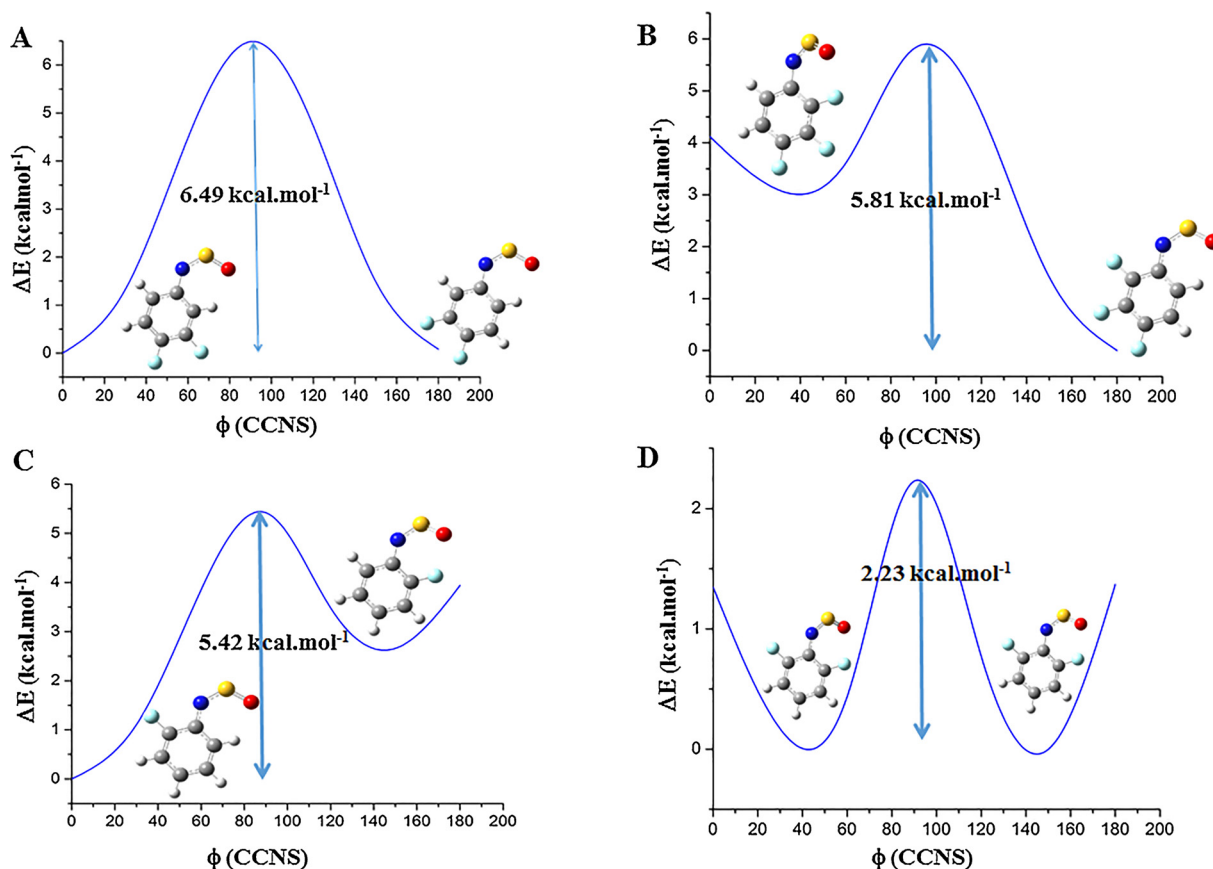 A
ΔE (kcalmol-1)
6
5
4
3
2
1
0
6.49 kcal.mol-1
0 20 40 60 80 100 120 140 160 180 200
ϕ (CCNS)
B
ΔE (kcal.mol-1)
6
5
4
3
2
1
0
5.81 kcal.mol-1
0 20 40 60 80 100 120 140 160 180 200
ϕ (CCNS)
C
ΔE (kcal.mol-1)
6
5
4
3
2
1
0
5.42 kcal.mol-1
0 20 40 60 80 100 120 140 160 180 200
ϕ (CCNS)
D
ΔE (kcal.mol-1)
2
1
0
2.23 kcal.mol-1
0 20 40 60 80 100 120 140 160 180 200
ϕ (CCNS)